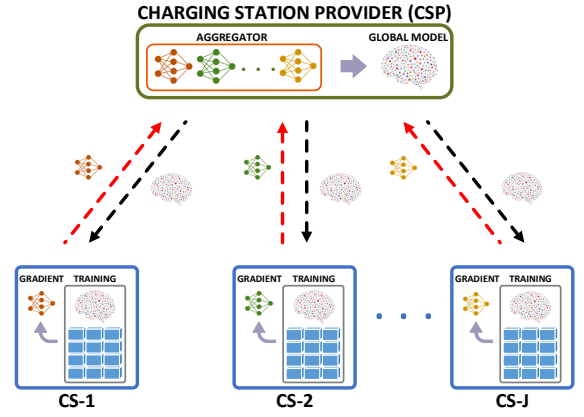 CHARGING STATION PROVIDER (CSP)
AGGREGATOR GLOBAL MODEL
GRADIENT TRAINING GRADIENT TRAINING GRADIENT TRAINING
CS-1 CS-2 CS-J